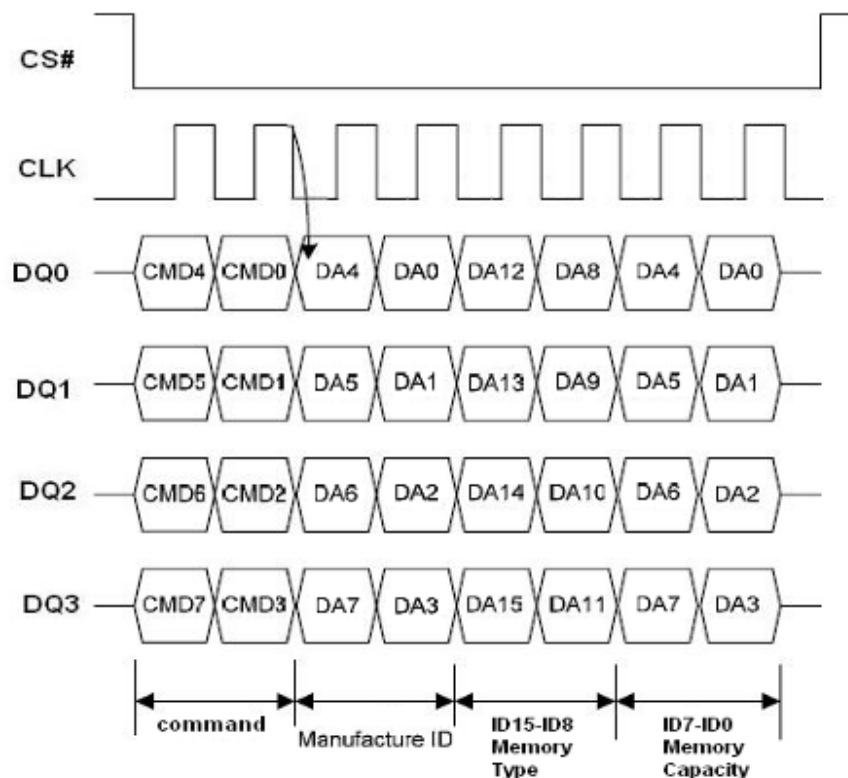 CS#
CLK
DQ0 CMD4 CMD0 DA4 DA0 DA12 DA8 DA4 DA0
DQ1 CMD5 CMD1 DA5 DA1 DA13 DA9 DA5 DA1
DQ2 CMD6 CMD2 DA6 DA2 DA14 DA10 DA6 DA2
DQ3 CMD7 CMD3 DA7 DA3 DA15 DA11 DA7 DA3
command
Manufacture ID
ID15-ID8
Memory
Type
ID7-ID0
Memory
Capacity